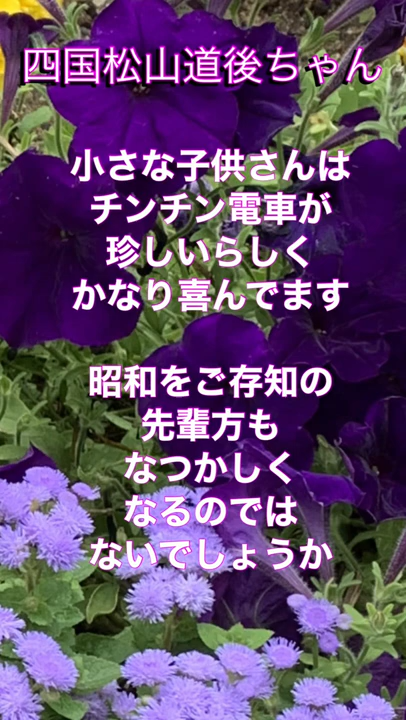 四国松山道後ちゃん
小さな子供さんは
チンチン電車が
珍しいらしく
かなり喜んでます
昭和をご存知の
先輩方も
なつかしく
なるのでは
ないでしょうか